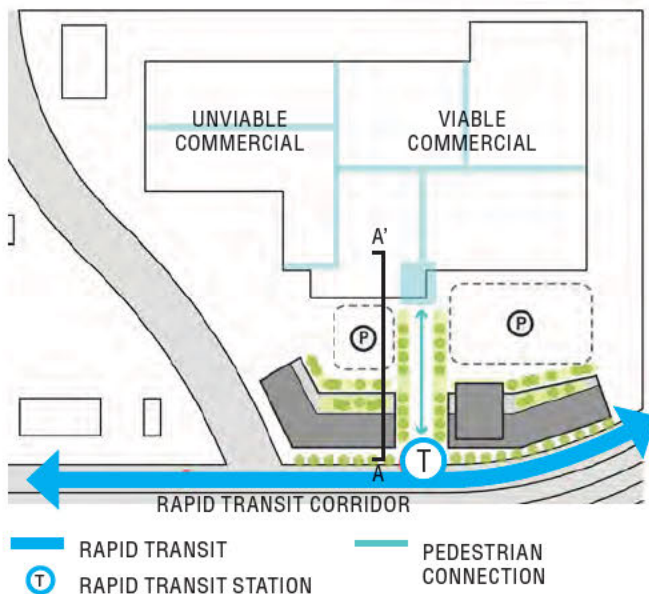 UNVIABLE
COMMERCIAL
VIABLE
COMMERCIAL
A'
P
P
T
A
RAPID TRANSIT CORRIDOR
RAPID TRANSIT
T
RAPID TRANSIT STATION
PEDESTRIAN
CONNECTION